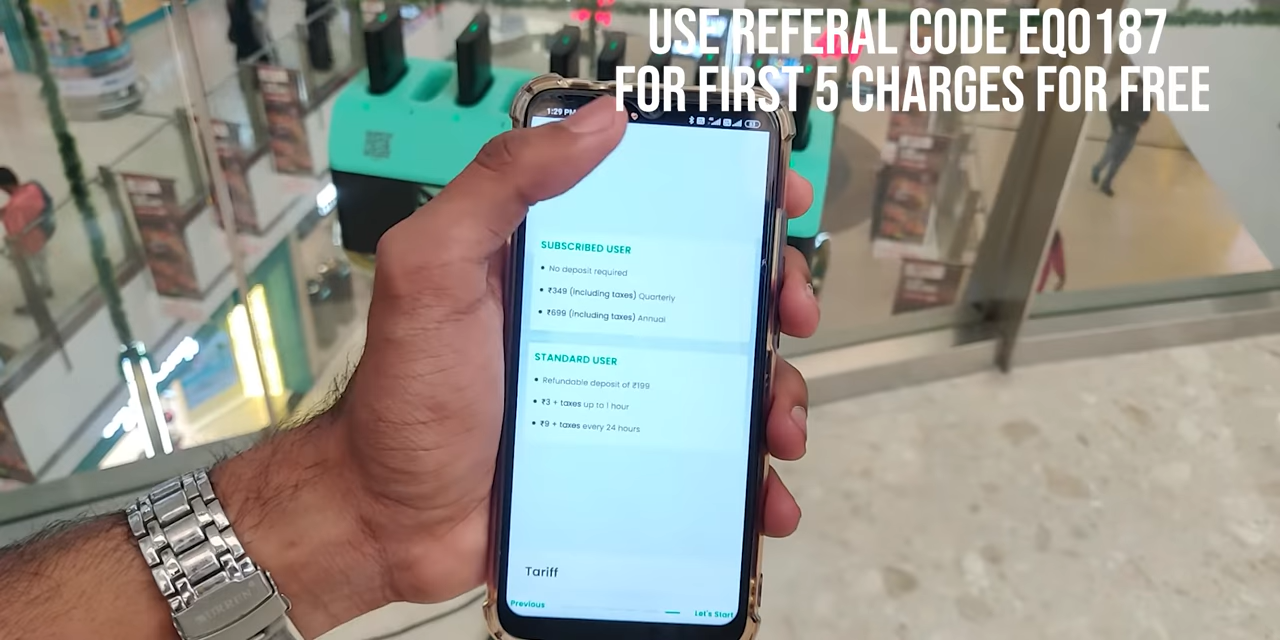 USE REFERAL CODE EQ0187
FOR FIRST 5 CHARGES FOR FREE
1:29 PM
SUBSCRIBED USER
• No deposit required
• ₹349 (including taxes) Quarterly
• ₹699 (including taxes) Annual
STANDARD USER
• Refundable deposit of ₹199
• ₹3 + taxes up to 1 hour
• ₹9 + taxes every 24 hours
Tariff
Previous
Let's Start